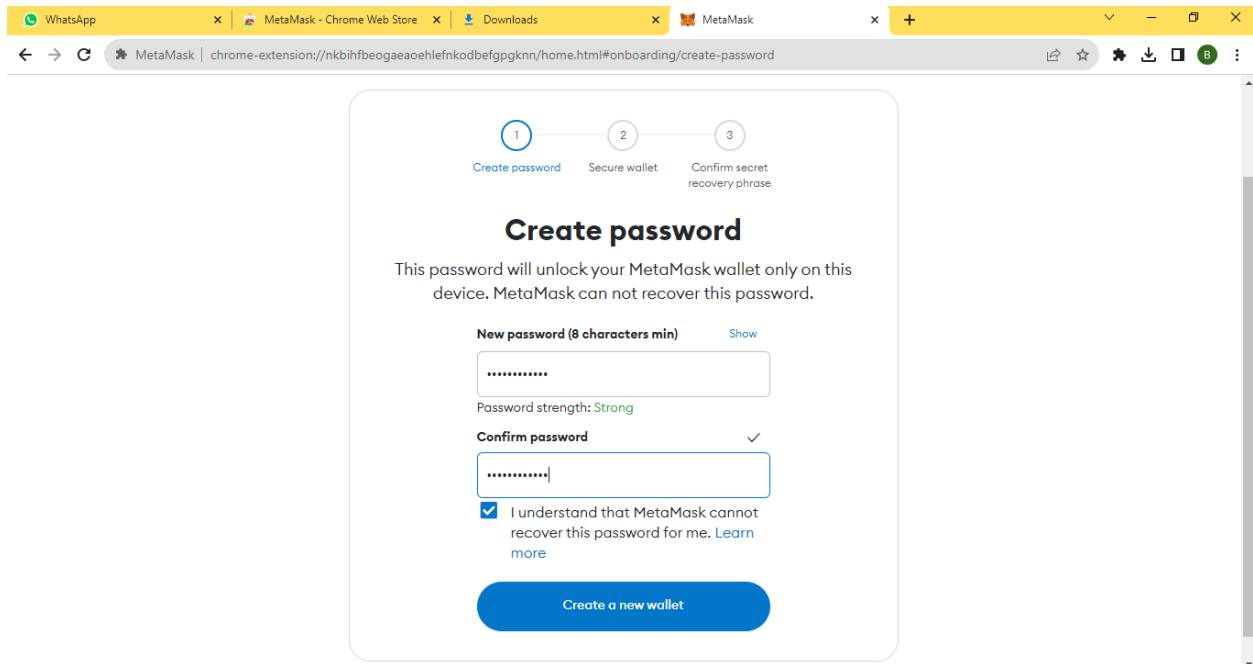 WhatsApp
MetaMask - Chrome Web Store
Downloads
MetaMask
MetaMask | chrome-extension://nkbihfbeogaeaoehlefnkodbefgpgknn/home.html#onboarding/create-password
B
1 2 3
Create password
Secure wallet
Confirm secret
recovery phrase
Create password
This password will unlock your MetaMask wallet only on this
device. MetaMask can not recover this password.
New password (8 characters min) Show
••••••••••••
Password strength: Strong
Confirm password
••••••••••••
I understand that MetaMask cannot
recover this password for me. Learn
more
Create a new wallet